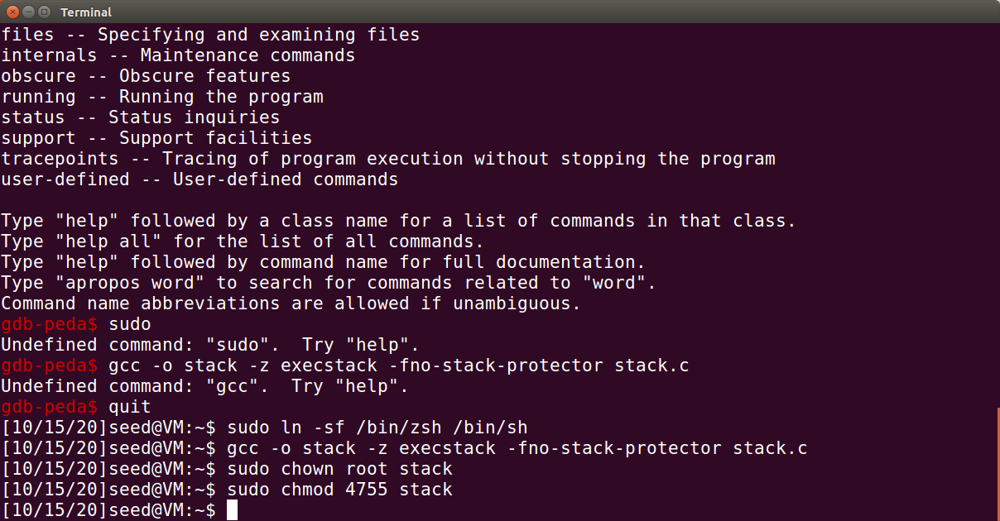 Terminal
files -- Specifying and examining files
internals -- Maintenance commands
obscure -- Obscure features
running -- Running the program
status -- Status inquiries
support -- Support facilities
tracepoints -- Tracing of program execution without stopping the program
user-defined -- User-defined commands
Type "help" followed by a class name for a list of commands in that class.
Type "help all" for the list of all commands.
Type "help" followed by command name for full documentation.
Type "apropos word" to search for commands related to "word".
Command name abbreviations are allowed if unambiguous.
gdb-peda$ sudo
Undefined command: "sudo".  Try "help".
gdb-peda$ gcc -o stack -z execstack -fno-stack-protector stack.c
Undefined command: "gcc".  Try "help".
gdb-peda$ quit
[10/15/20]seed@VM:~$ sudo ln -sf /bin/zsh /bin/sh
[10/15/20]seed@VM:~$ gcc -o stack -z execstack -fno-stack-protector stack.c
[10/15/20]seed@VM:~$ sudo chown root stack
[10/15/20]seed@VM:~$ sudo chmod 4755 stack
[10/15/20]seed@VM:~$